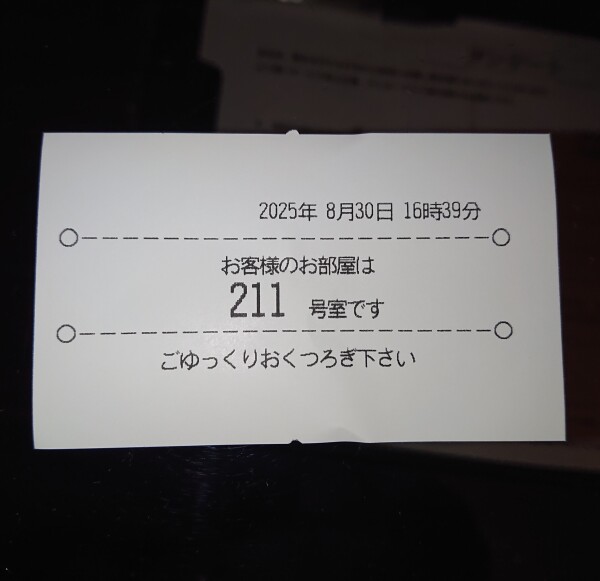 2025年 8月30日 16時39分
お客様のお部屋は
211 号室です
ごゆっくりおくつろぎ下さい